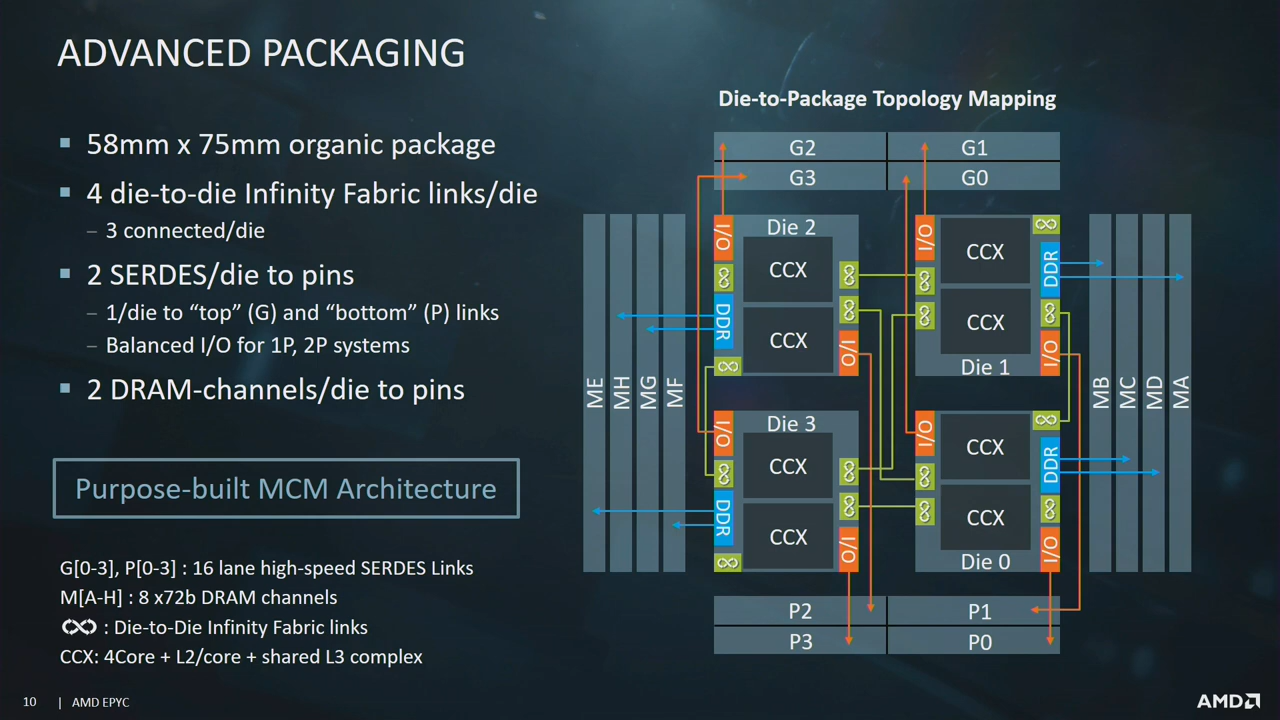 ADVANCED PACKAGING
▪ 58mm x 75mm organic package
▪ 4 die-to-die Infinity Fabric links/die
– 3 connected/die
▪ 2 SERDES/die to pins
– 1/die to “top” (G) and “bottom” (P) links
– Balanced I/O for 1P, 2P systems
▪ 2 DRAM-channels/die to pins
Purpose-built MCM Architecture
G[0-3], P[0-3] : 16 lane high-speed SERDES Links
M[A-H] : 8 x72b DRAM channels
: Die-to-Die Infinity Fabric links
CCX: 4Core + L2/core + shared L3 complex
Die-to-Package Topology Mapping
G2
G1
G3
G0
ME
MH
MG
MF
I/O
Die 2
CCX
DDR
CCX
I/O
I/O
CCX
DDR
CCX
I/O
Die 1
I/O
Die 3
CCX
DDR
CCX
I/O
I/O
CCX
DDR
CCX
I/O
Die 0
MB
MC
MD
MA
P2
P1
P3
P0
10 | AMD EPYC
AMD